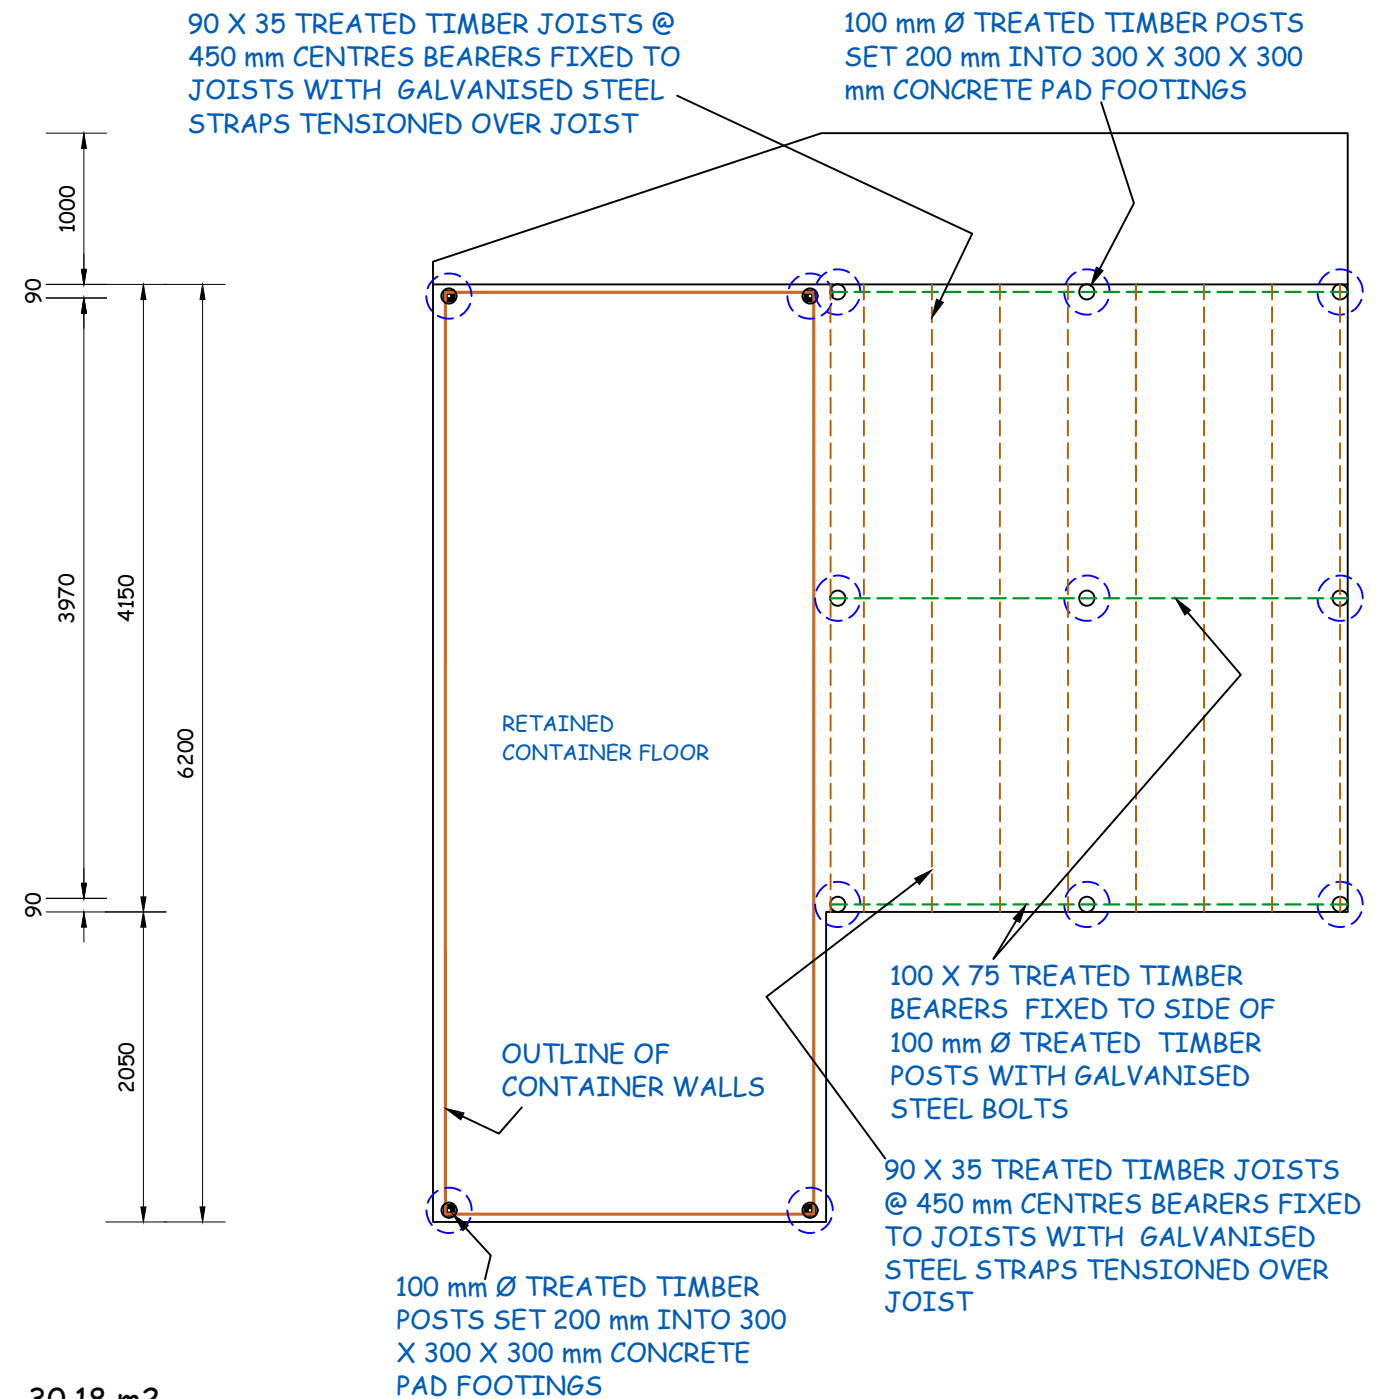 90 X 35 TREATED TIMBER JOISTS @
450 mm CENTRES BEARERS FIXED TO
JOISTS WITH GALVANISED STEEL
STRAPS TENSIONED OVER JOIST
100 mm Ø TREATED TIMBER POSTS
SET 200 mm INTO 300 X 300 X 300
mm CONCRETE PAD FOOTINGS
1000
90
3970
4150
6200
90
2050
RETAINED
CONTAINER FLOOR
OUTLINE OF
CONTAINER WALLS
100 X 75 TREATED TIMBER
BEARERS FIXED TO SIDE OF
100 mm Ø TREATED TIMBER
POSTS WITH GALVANISED
STEEL BOLTS
90 X 35 TREATED TIMBER JOISTS
@ 450 mm CENTRES BEARERS FIXED
TO JOISTS WITH GALVANISED
STEEL STRAPS TENSIONED OVER
JOIST
100 mm Ø TREATED TIMBER
POSTS SET 200 mm INTO 300
X 300 X 300 mm CONCRETE
PAD FOOTINGS
30.18 m2